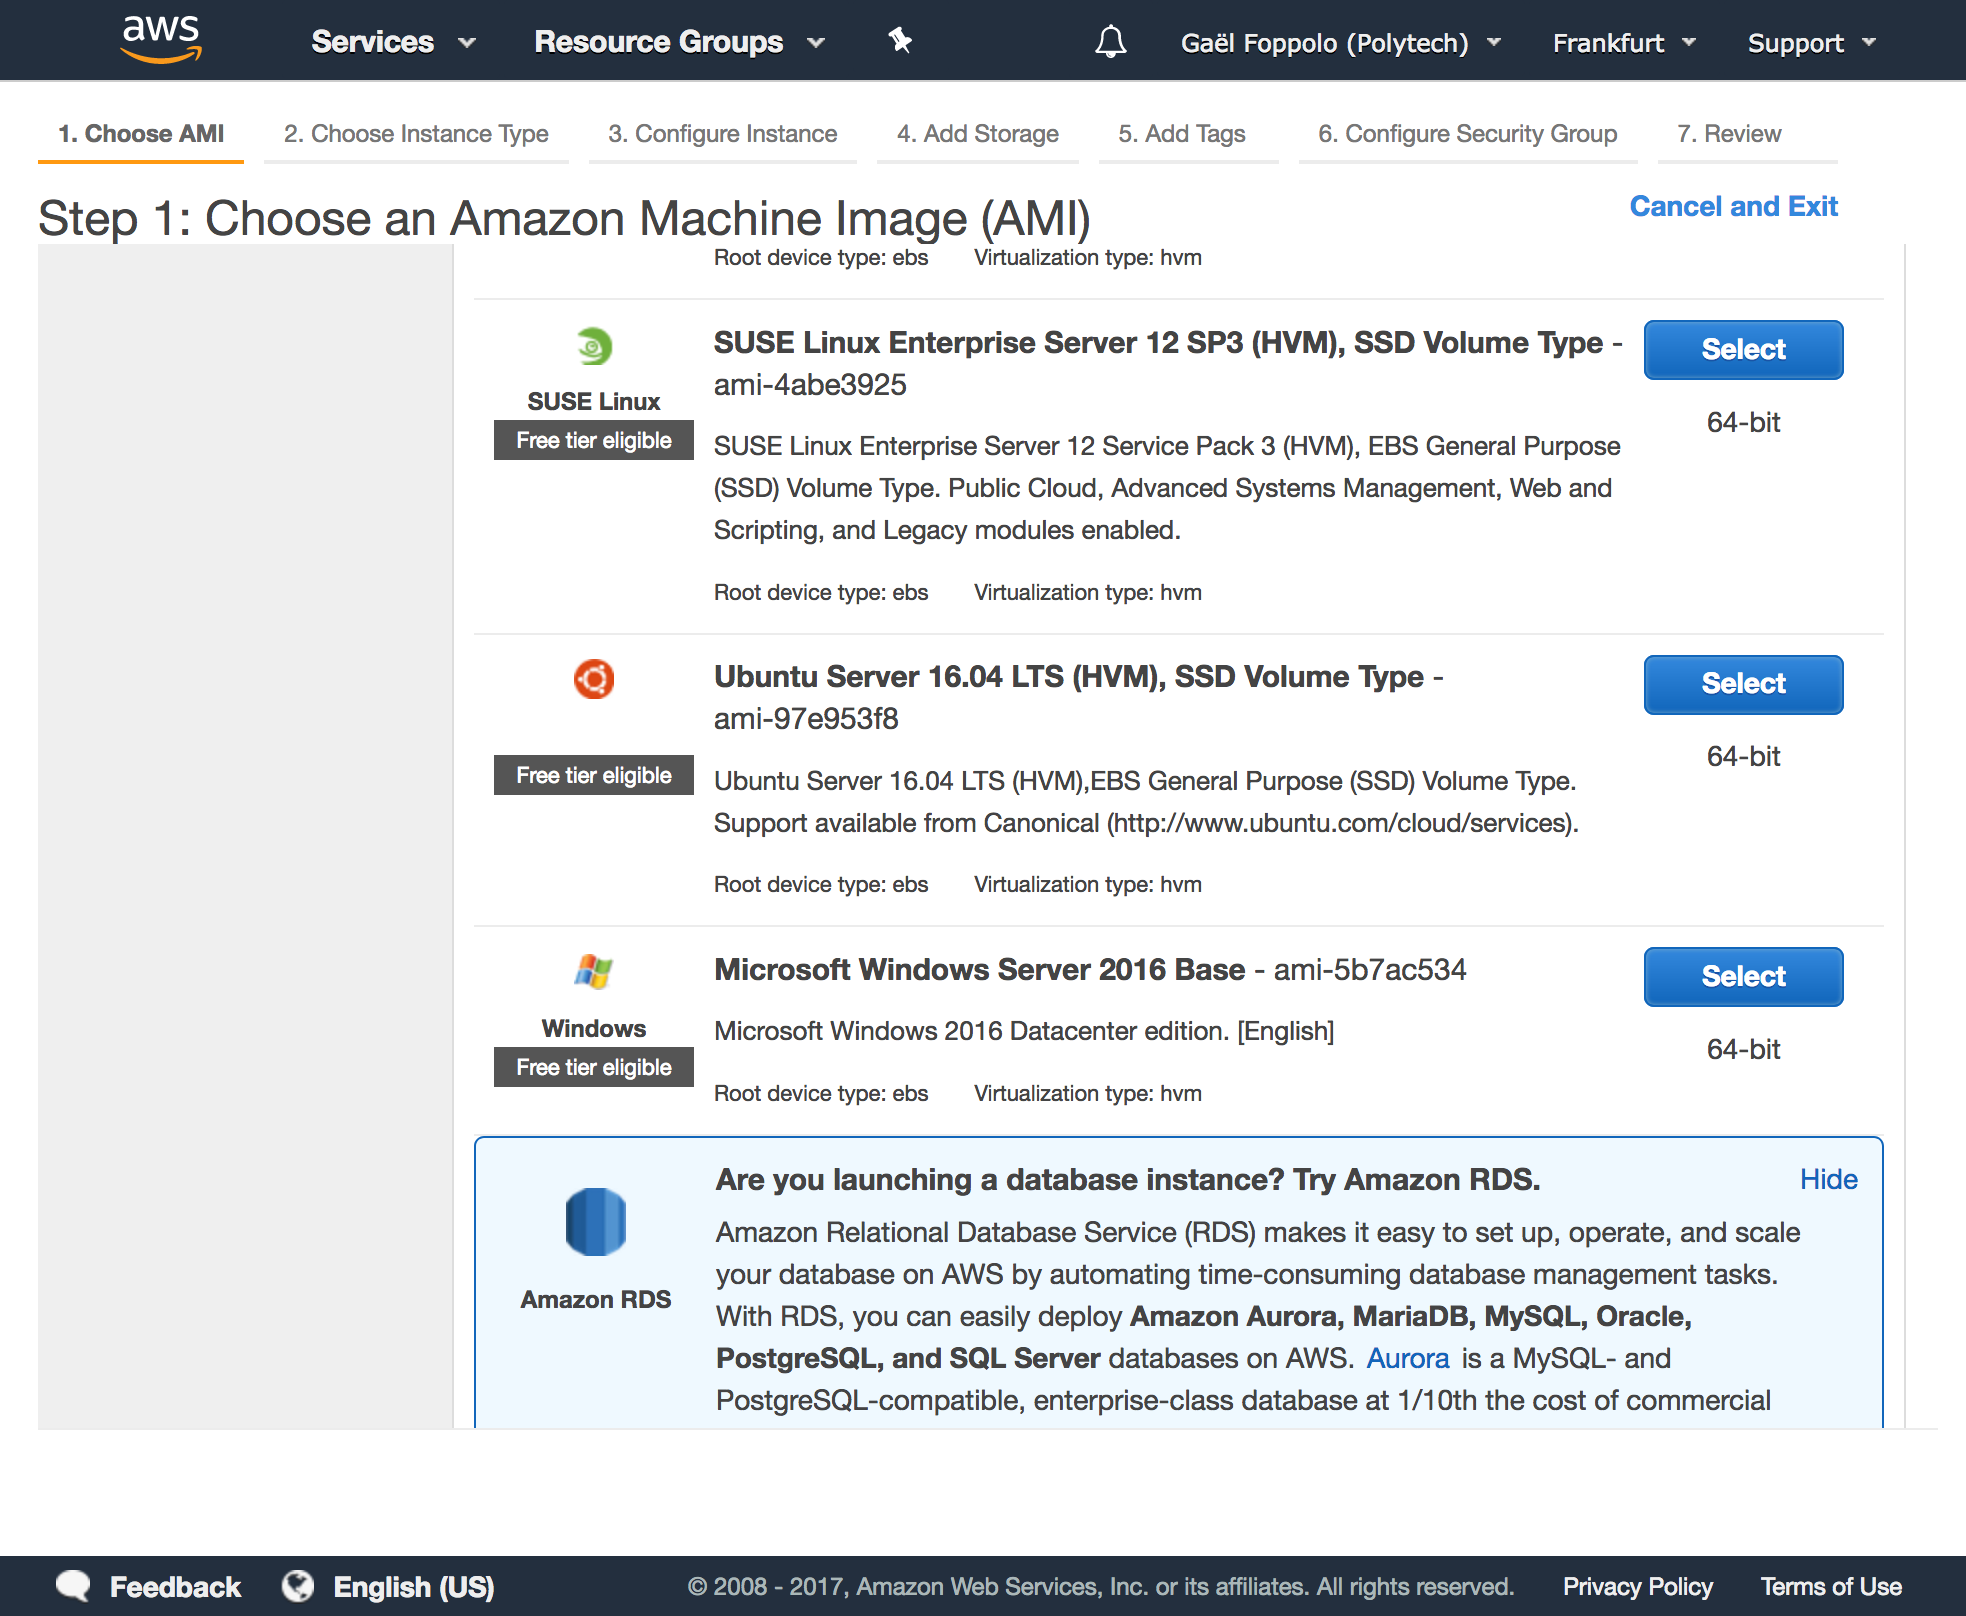 aws
Services
Resource Groups
Gaël Foppolo (Polytech)
Frankfurt
Support
1. Choose AMI
2. Choose Instance Type
3. Configure Instance
4. Add Storage
5. Add Tags
6. Configure Security Group
7. Review
Step 1: Choose an Amazon Machine Image (AMI)
Cancel and Exit
Root device type: ebs
Virtualization type: hvm
SUSE Linux
Free tier eligible
SUSE Linux Enterprise Server 12 SP3 (HVM), SSD Volume Type -
ami-4abe3925
SUSE Linux Enterprise Server 12 Service Pack 3 (HVM), EBS General Purpose
(SSD) Volume Type. Public Cloud, Advanced Systems Management, Web and
Scripting, and Legacy modules enabled.
Root device type: ebs
Virtualization type: hvm
Select
64-bit
Free tier eligible
Ubuntu Server 16.04 LTS (HVM), SSD Volume Type -
ami-97e953f8
Ubuntu Server 16.04 LTS (HVM),EBS General Purpose (SSD) Volume Type.
Support available from Canonical (http://www.ubuntu.com/cloud/services).
Root device type: ebs
Virtualization type: hvm
Select
64-bit
Windows
Free tier eligible
Microsoft Windows Server 2016 Base - ami-5b7ac534
Microsoft Windows 2016 Datacenter edition. [English]
Root device type: ebs
Virtualization type: hvm
Select
64-bit
Amazon RDS
Are you launching a database instance? Try Amazon RDS.
Hide
Amazon Relational Database Service (RDS) makes it easy to set up, operate, and scale
your database on AWS by automating time-consuming database management tasks.
With RDS, you can easily deploy Amazon Aurora, MariaDB, MySQL, Oracle,
PostgreSQL, and SQL Server databases on AWS. Aurora is a MySQL- and
PostgreSQL-compatible, enterprise-class database at 1/10th the cost of commercial
Feedback
English (US)
© 2008 - 2017, Amazon Web Services, Inc. or its affiliates. All rights reserved.
Privacy Policy
Terms of Use